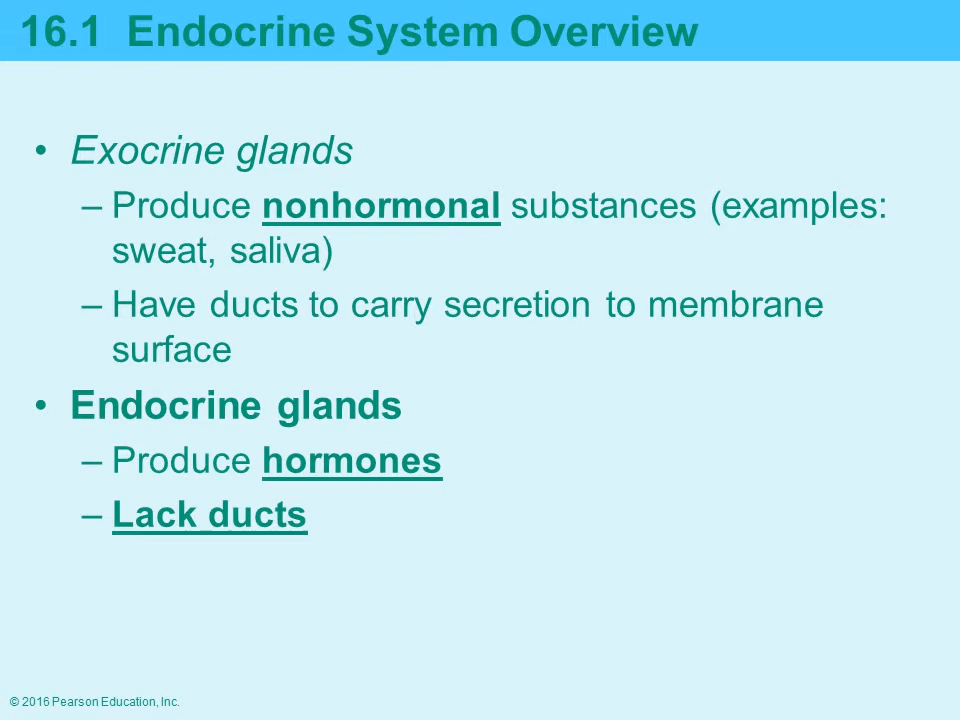 16.1 Endocrine System Overview
• Exocrine glands
– Produce nonhormonal substances (examples:
sweat, saliva)
– Have ducts to carry secretion to membrane
surface
• Endocrine glands
– Produce hormones
– Lack ducts
© 2016 Pearson Education, Inc.